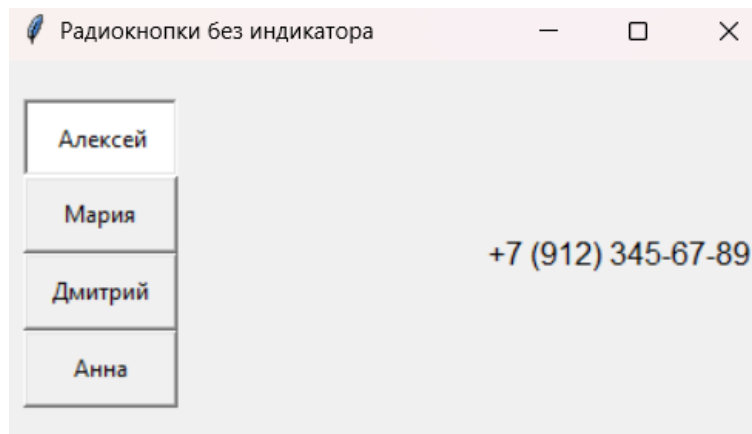 Радиокнопки без индикатора
Алексей
Мария
+7 (912) 345-67-89
Дмитрий
Анна